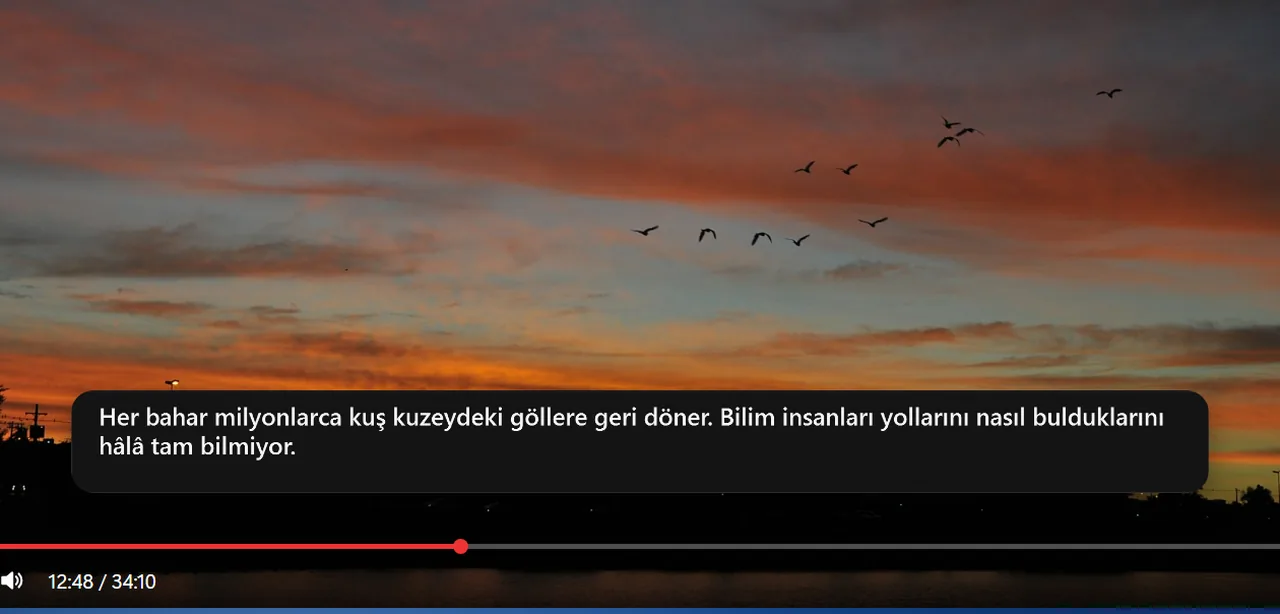 Her bahar milyonlarca kuş kuzeydeki göllere geri döner. Bilim insanları yollarını nasıl bulduklarını
hâlâ tam bilmiyor.
12:48 / 34:10